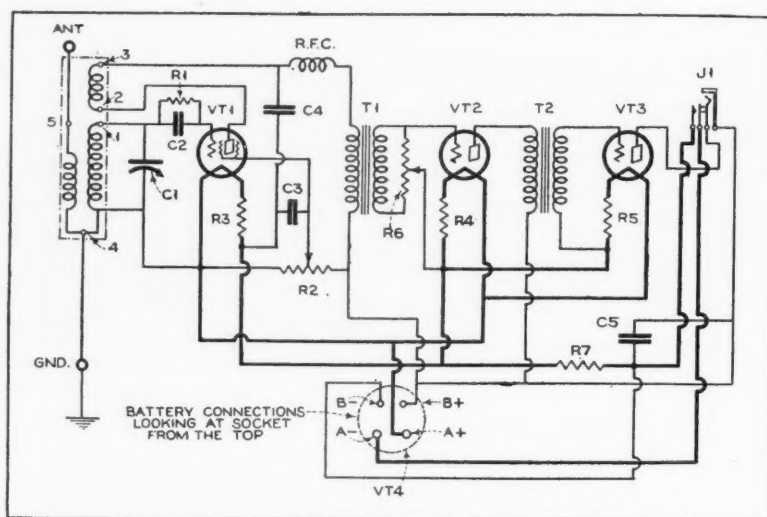 ANT
R.F.C.
3
R1
2
VT1
C4
T1
VT2
T2
VT3
J1
5
1
C2
C1
C3
R3
R4
R5
R6
4
R2
C5
R7
GND.
B-
B+
BATTERY CONNECTIONS
LOOKING AT SOCKET
FROM THE TOP
A-
A+
VT4